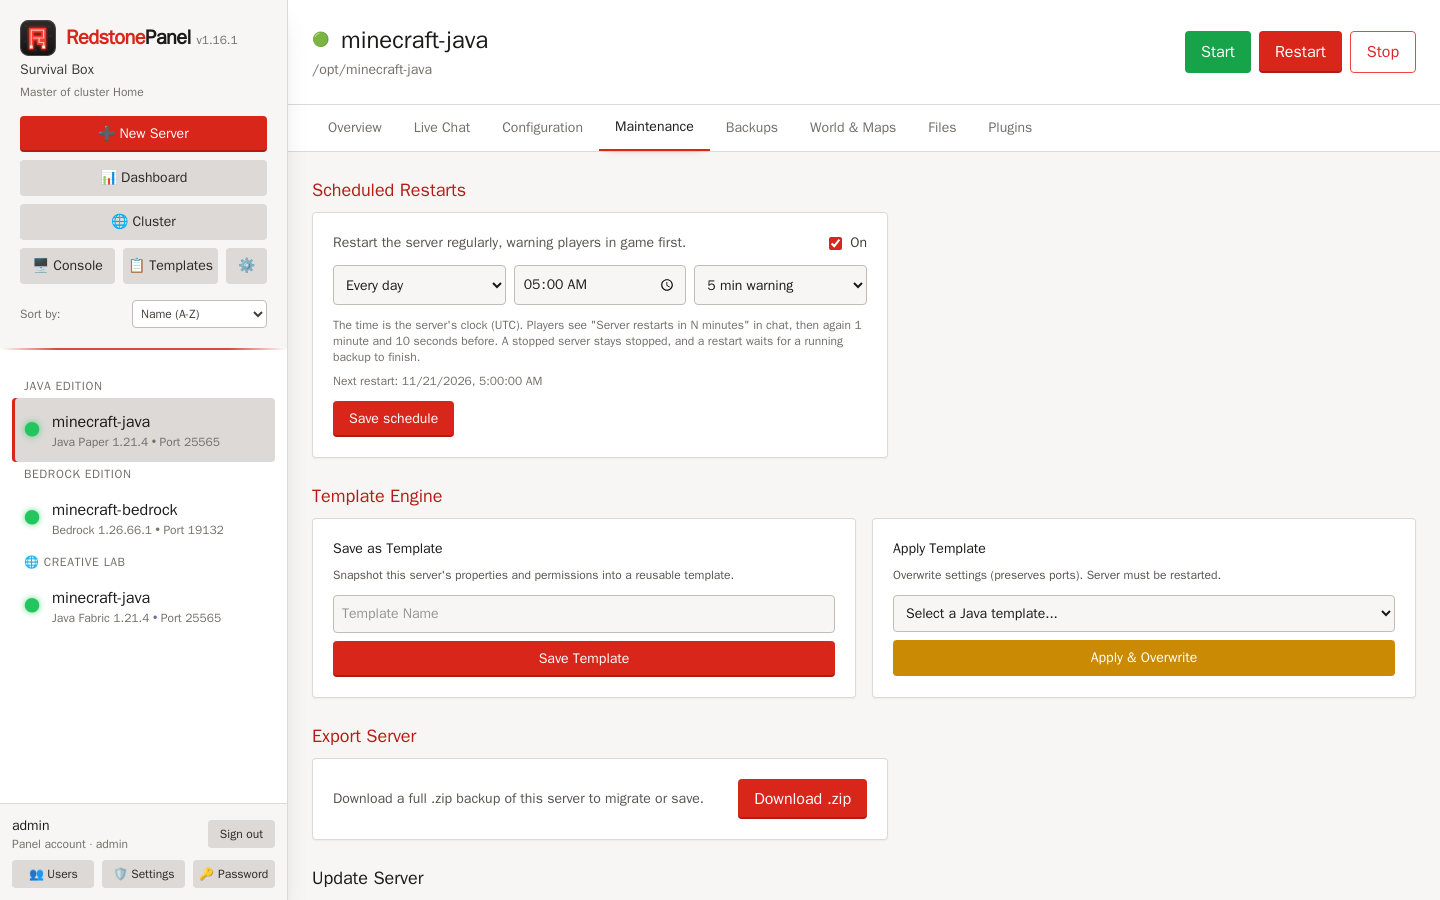 RedstonePanel v1.16.1
Survival Box
Master of cluster Home
➕ New Server
📊 Dashboard
🌐 Cluster
🖥️ Console
📋 Templates
⚙️
Sort by:
Name (A-Z)
JAVA EDITION
minecraft-java
Java Paper 1.21.4 • Port 25565
BEDROCK EDITION
minecraft-bedrock
Bedrock 1.26.66.1 • Port 19132
🌐 CREATIVE LAB
minecraft-java
Java Fabric 1.21.4 • Port 25565
admin
Panel account · admin
Sign out
👥 Users
🛡️ Settings
🔑 Password
minecraft-java
/opt/minecraft-java
Start
Restart
Stop
Overview
Live Chat
Configuration
Maintenance
Backups
World & Maps
Files
Plugins
Scheduled Restarts
Restart the server regularly, warning players in game first.
On
Every day
05:00 AM
5 min warning
The time is the server's clock (UTC). Players see "Server restarts in N minutes" in chat, then again 1
minute and 10 seconds before. A stopped server stays stopped, and a restart waits for a running
backup to finish.
Next restart: 11/21/2026, 5:00:00 AM
Save schedule
Template Engine
Save as Template
Snapshot this server's properties and permissions into a reusable template.
Template Name
Save Template
Apply Template
Overwrite settings (preserves ports). Server must be restarted.
Select a Java template...
Apply & Overwrite
Export Server
Download a full .zip backup of this server to migrate or save.
Download .zip
Update Server